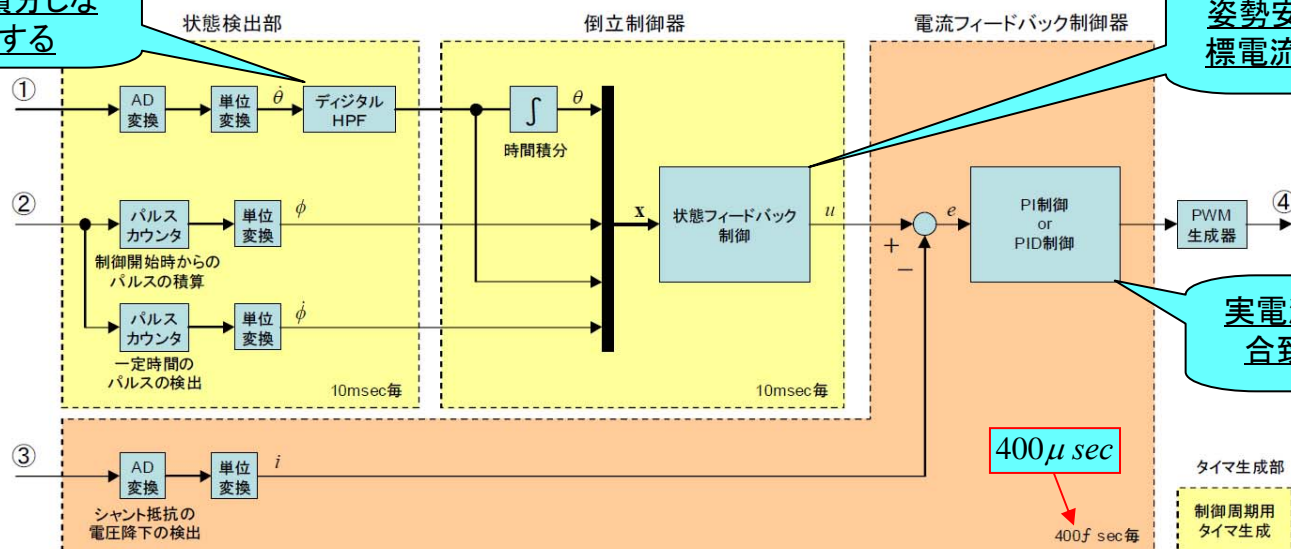 積分しな
する
状態検出部
倒立制御器
電流フィードバック制御器
姿勢安
標電流
①
AD
変換
単位
変換
θ̇
ディジタル
HPF
∫
θ
時間積分
②
パルス
カウンタ
単位
変換
ϕ
制御開始時からの
パルスの積算
パルス
カウンタ
単位
変換
ϕ̇
一定時間の
パルスの検出
10msec毎
x
状態フィードバック
制御
u
10msec毎
+
−
e
PI制御
or
PID制御
PWM
生成器
④
実電
合致
③
AD
変換
単位
変換
i
シャント抵抗の
電圧降下の検出
400μ sec
400f sec毎
タイマ生成部
制御周期用
タイマ生成